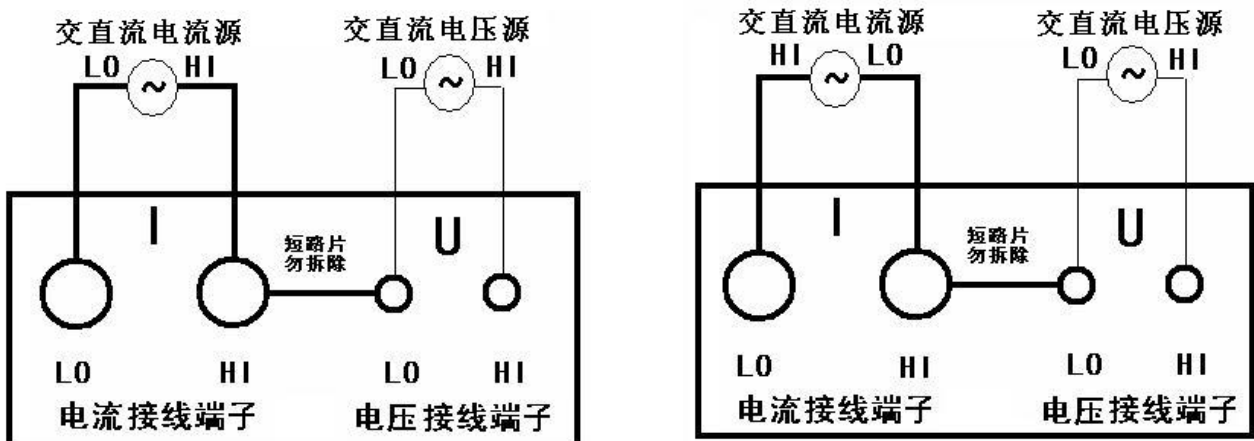 交直流电流源
LO HI
交直流电压源
LO HI
I
短路片
勿拆除
U
LO
HI
LO
HI
电流接线端子
电压接线端子
交直流电流源
HI LO
交直流电压源
LO HI
I
短路片
勿拆除
U
LO
HI
LO
HI
电流接线端子
电压接线端子